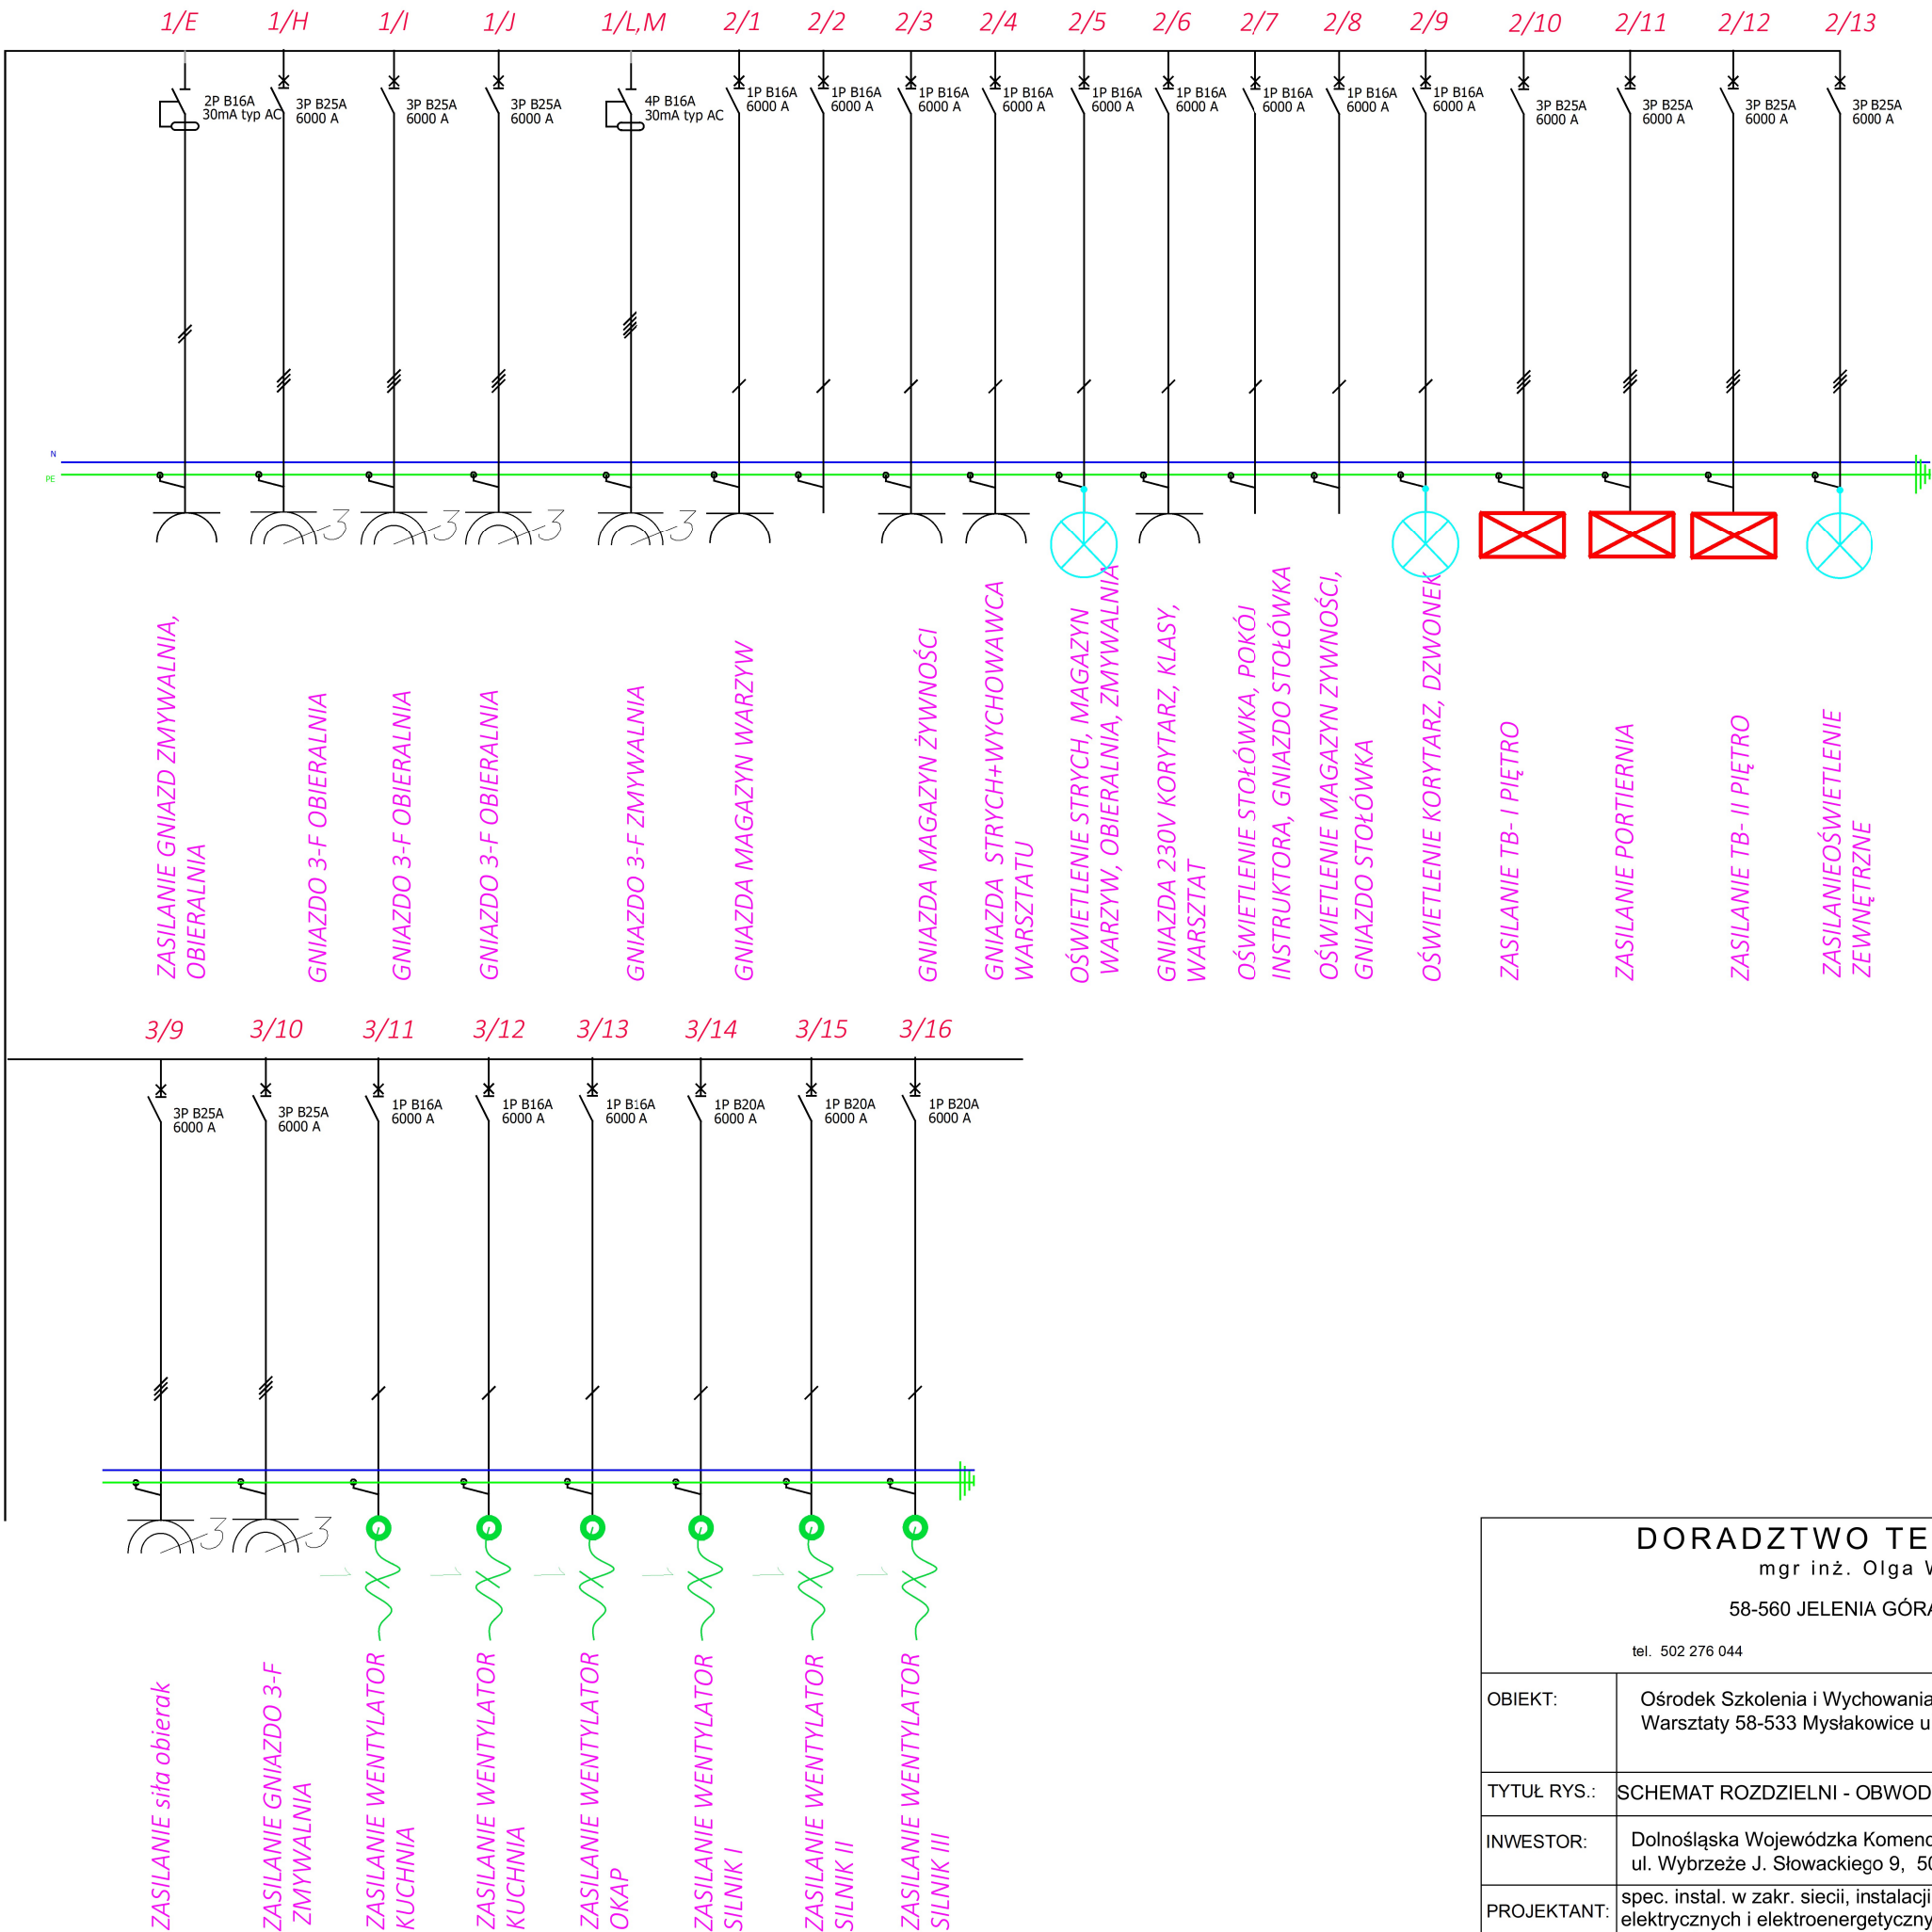 1/E 1/H 1/I 1/J 1/L,M 2/1 2/2 2/3 2/4 2/5 2/6 2/7 2/8 2/9 2/10 2/11 2/12 2/13
2P B16A
30mA typ AC
3P B25A
6000 A
3P B25A
6000 A
3P B25A
6000 A
4P B16A
30mA typ AC
1P B16A
6000 A
1P B16A
6000 A
1P B16A
6000 A
1P B16A
6000 A
1P B16A
6000 A
1P B16A
6000 A
1P B16A
6000 A
1P B16A
6000 A
1P B16A
6000 A
3P B25A
6000 A
3P B25A
6000 A
3P B25A
6000 A
3P B25A
6000 A
N
PE
3
3
3
3
ZASILANIE GNIAZD ZMYWALNIA,
OBIERALNIA
GNIAZDO 3-F OBIERALNIA
GNIAZDO 3-F OBIERALNIA
GNIAZDO 3-F OBIERALNIA
GNIAZDO 3-F ZMYWALNIA
GNIAZDA MAGAZYN WARZYW
GNIAZDA MAGAZYN ŻYWNOŚCI
GNIAZDA STRYCH+WYCHOWAWCA
WARSZTATU
OŚWIETLENIE STRYCH, MAGAZYN
WARZYW, OBIERALNIA, ZMYWALNIA
GNIAZDA 230V KORYTARZ, KLASY,
WARSZTAT
OŚWIETLENIE STOŁÓWKA, POKÓJ
INSTRUKTORA, GNIAZDO STOŁÓWKA
OŚWIETLENIE MAGAZYN ZYWNOŚCI,
GNIAZDO STOŁÓWKA
OŚWIETLENIE KORYTARZ, DZWONEK
ZASILANIE TB- I PIĘTRO
ZASILANIE PORTIERNIA
ZASILANIE TB- II PIĘTRO
ZASILANIEOŚWIETLENIE
ZEWNĘTRZNE
3/9 3/10 3/11 3/12 3/13 3/14 3/15 3/16
3P B25A
6000 A
3P B25A
6000 A
1P B16A
6000 A
1P B16A
6000 A
1P B16A
6000 A
1P B20A
6000 A
1P B20A
6000 A
1P B20A
6000 A
3
3
ZASILANIE siła obierak
ZASILANIE GNIAZDO 3-F
ZMYWALNIA
ZASILANIE WENTYLATOR
KUCHNIA
ZASILANIE WENTYLATOR
KUCHNIA
ZASILANIE WENTYLATOR
OKAP
ZASILANIE WENTYLATOR
SILNIK I
ZASILANIE WENTYLATOR
SILNIK II
ZASILANIE WENTYLATOR
SILNIK III
DORADZTWO TE
mgr inż. Olga
58-560 JELENIA GÓRA
tel. 502 276 044
OBIEKT:
Ośrodek Szkolenia i Wychowania
Warsztaty 58-533 Mysłakowice u
TYTUŁ RYS.:
SCHEMAT ROZDZIELNI - OBWOD
INWESTOR:
Dolnośląska Wojewódzka Komend
ul. Wybrzeże J. Słowackiego 9, 50
PROJEKTANT:
spec. instal. w zakr. siecii, instalacji
elektrycznych i elektroenergetyczny